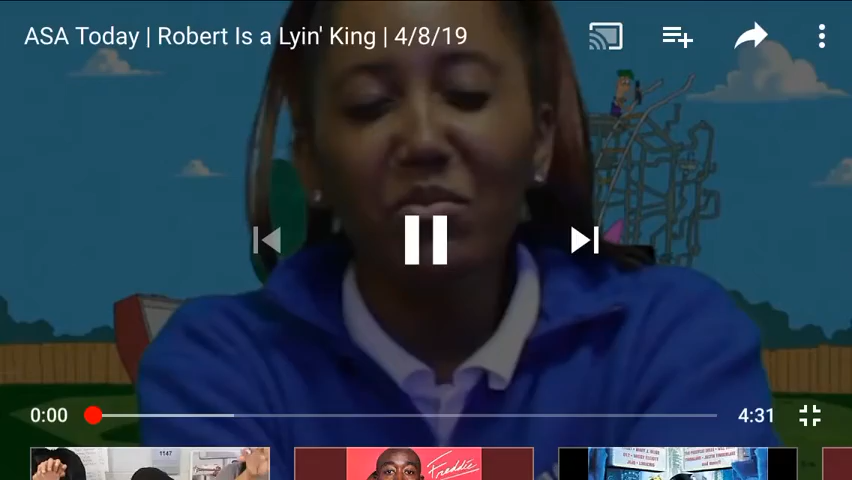 ASA Today | Robert Is a Lyin' King | 4/8/19
0:00
4:31
1147
Freddie